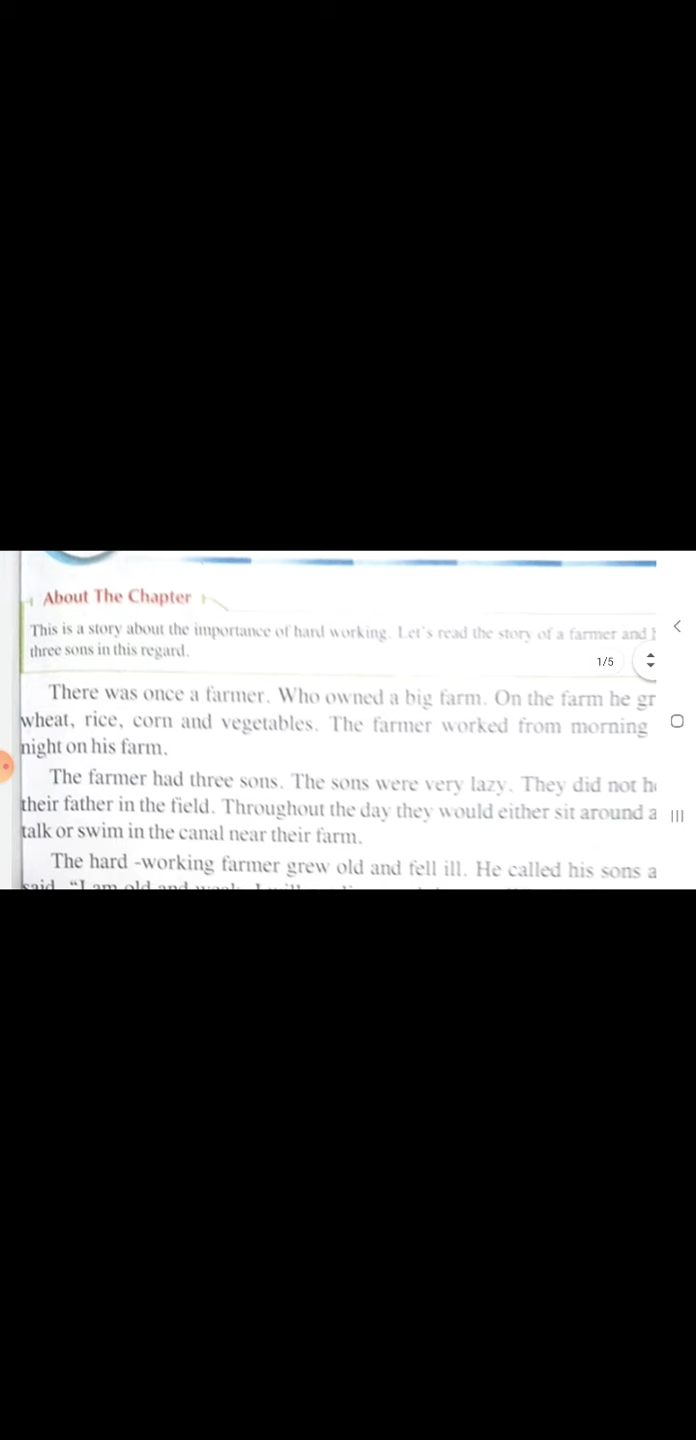 About The Chapter
This is a story about the importance of hard working. Let's read the story of a farmer and
three sons in this regard.
1/5
There was once a farmer. Who owned a big farm. On the farm he gr
wheat, rice, corn and vegetables. The farmer worked from morning
night on his farm.
The farmer had three sons. The sons were very lazy. They did not h
their father in the field. Throughout the day they would either sit around a
talk or swim in the canal near their farm.
The hard -working farmer grew old and fell ill. He called his sons a
said "I am old and